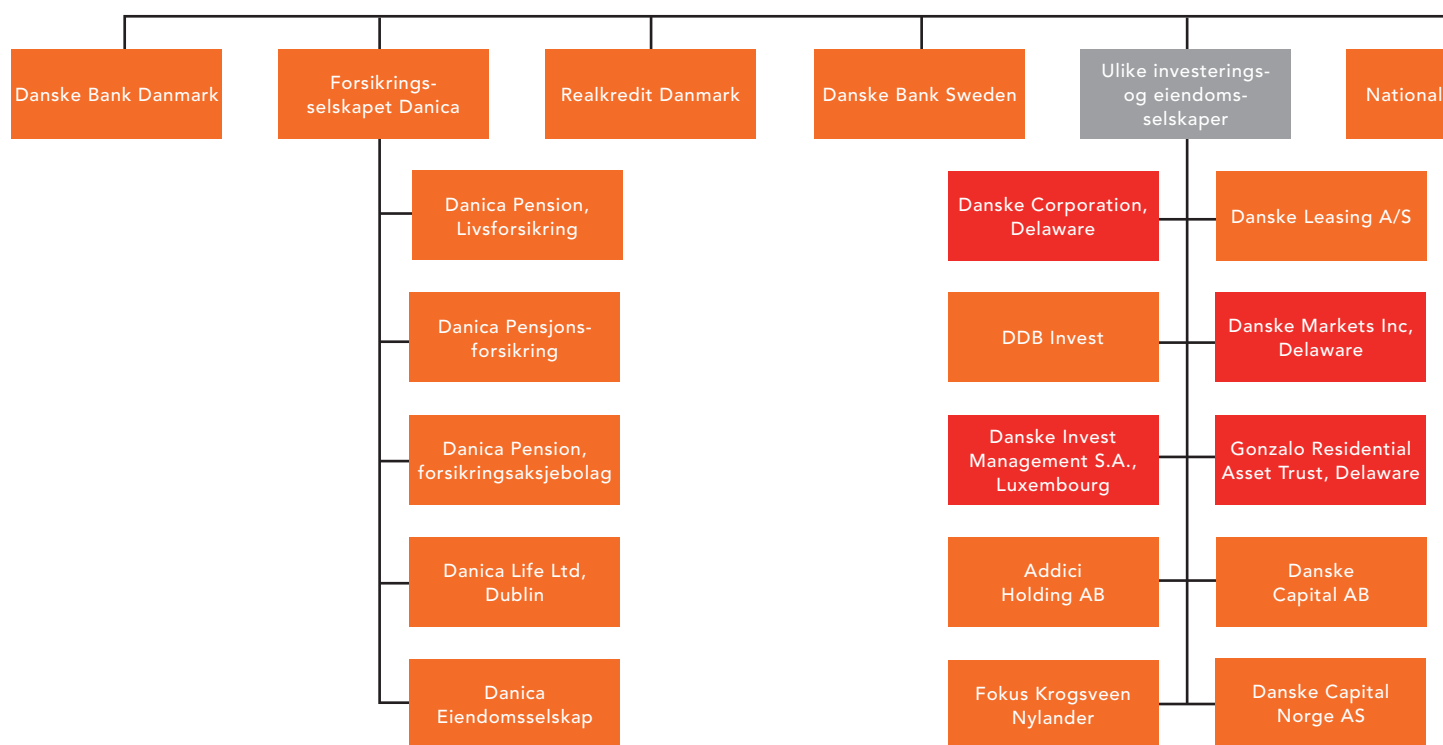 Danske Bank Danmark
Forsikrings-
selskapet Danica
Realkredit Danmark
Danske Bank Sweden
Ulike investerings-
og eiendoms-
selskaper
National
Danica Pension,
Livsforsikring
Danica Pensjons-
forsikring
Danica Pension,
forsikringsaksjebolag
Danica Life Ltd,
Dublin
Danica
Eiendomsselskap
Danske Corporation,
Delaware
Danske Leasing A/S
DDB Invest
Danske Markets Inc,
Delaware
Danske Invest
Management S.A.,
Luxembourg
Gonzalo Residential
Asset Trust, Delaware
Addici
Holding AB
Danske
Capital AB
Fokus Krogsveen
Nylander
Danske Capital
Norge AS